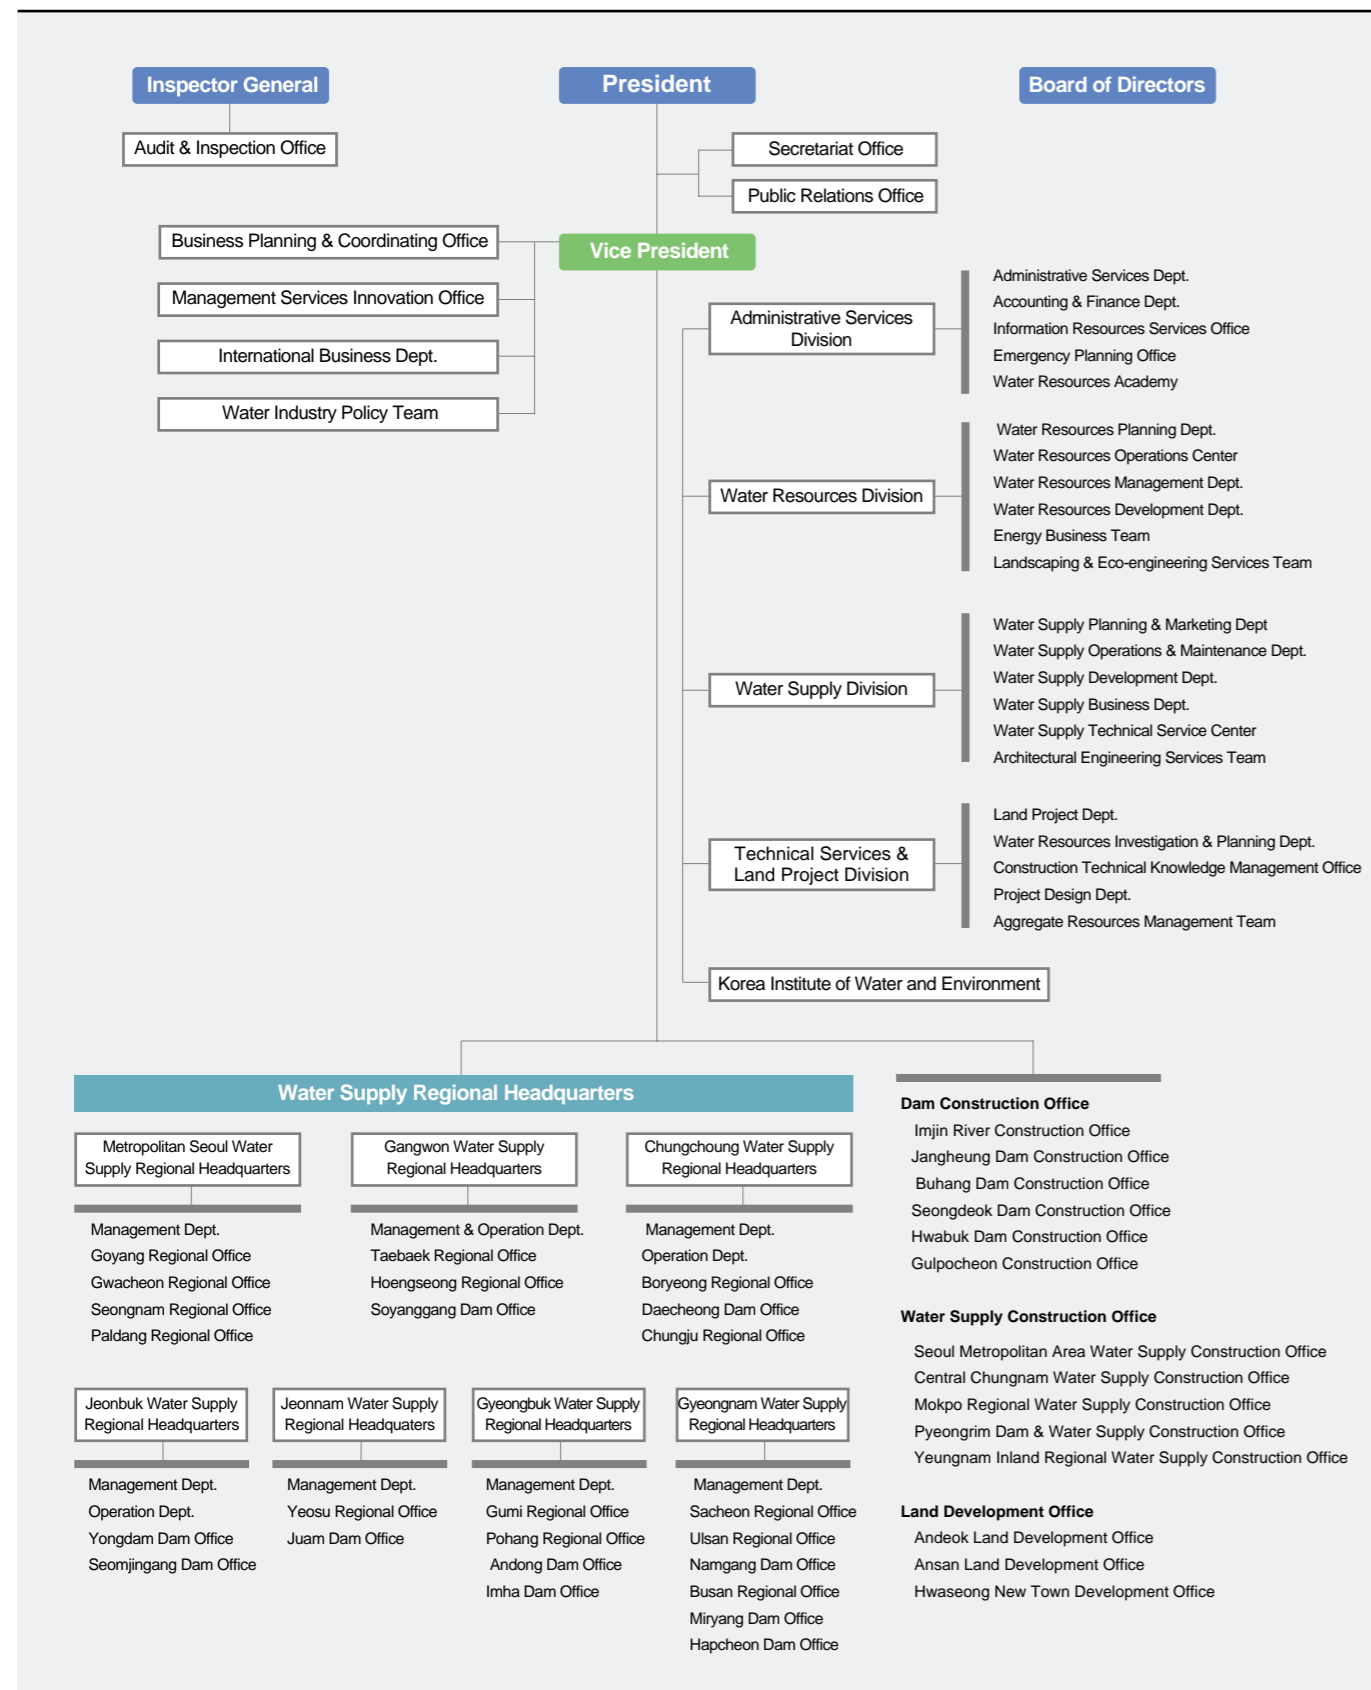 Inspector General
President
Board of Directors
Audit & Inspection Office
Secretariat Office
Public Relations Office
Business Planning & Coordinating Office
Vice President
Management Services Innovation Office
International Business Dept.
Water Industry Policy Team
Administrative Services
Division
Administrative Services Dept.
Accounting & Finance Dept.
Information Resources Services Office
Emergency Planning Office
Water Resources Academy
Water Resources Division
Water Resources Planning Dept.
Water Resources Operations Center
Water Resources Management Dept.
Water Resources Development Dept.
Energy Business Team
Landscaping & Eco-engineering Services Team
Water Supply Division
Water Supply Planning & Marketing Dept
Water Supply Operations & Maintenance Dept.
Water Supply Development Dept.
Water Supply Business Dept.
Water Supply Technical Service Center
Architectural Engineering Services Team
Technical Services &
Land Project Division
Land Project Dept.
Water Resources Investigation & Planning Dept.
Construction Technical Knowledge Management Office
Project Design Dept.
Aggregate Resources Management Team
Korea Institute of Water and Environment
Water Supply Regional Headquarters
Metropolitan Seoul Water
Supply Regional Headquarters
Management Dept.
Goyang Regional Office
Gwacheon Regional Office
Seongnam Regional Office
Paldang Regional Office
Gangwon Water Supply
Regional Headquarters
Management & Operation Dept.
Taebaek Regional Office
Hoengseong Regional Office
Soyanggang Dam Office
Chungchoung Water Supply
Regional Headquarters
Management Dept.
Operation Dept.
Boryeong Regional Office
Daecheong Dam Office
Chungju Regional Office
Jeonbuk Water Supply
Regional Headquarters
Management Dept.
Operation Dept.
Yongdam Dam Office
Seomjingang Dam Office
Jeonnam Water Supply
Regional Headquaters
Management Dept.
Yeosu Regional Office
Juam Dam Office
Gyeongbuk Water Supply
Regional Headquarters
Management Dept.
Gumi Regional Office
Pohang Regional Office
Andong Dam Office
Imha Dam Office
Gyeongnam Water Supply
Regional Headquarters
Management Dept.
Sacheon Regional Office
Ulsan Regional Office
Namgang Dam Office
Busan Regional Office
Miryang Dam Office
Hapcheon Dam Office
Dam Construction Office
Imjin River Construction Office
Jangheung Dam Construction Office
Buhang Dam Construction Office
Seongdeok Dam Construction Office
Hwabuk Dam Construction Office
Gulpocheon Construction Office
Water Supply Construction Office
Seoul Metropolitan Area Water Supply Construction Office
Central Chungnam Water Supply Construction Office
Mokpo Regional Water Supply Construction Office
Pyeongrim Dam & Water Supply Construction Office
Yeungnam Inland Regional Water Supply Construction Office
Land Development Office
Andeok Land Development Office
Ansan Land Development Office
Hwaseong New Town Development Office